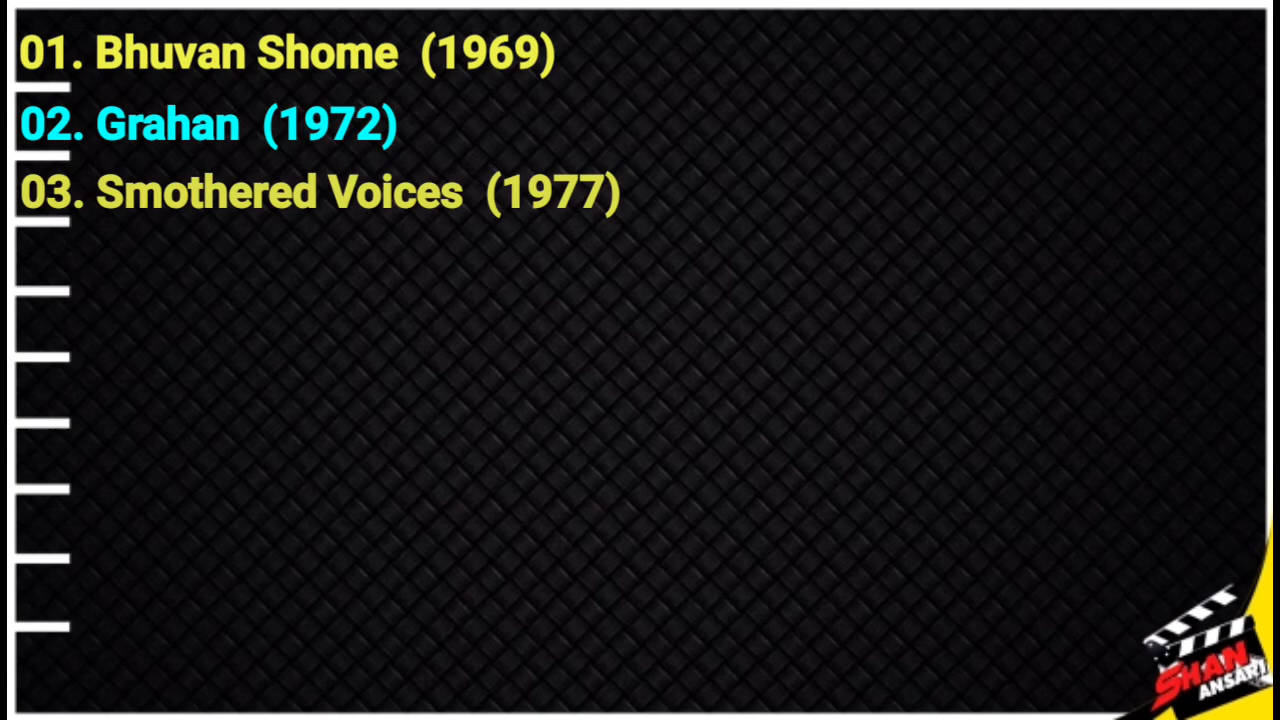 01. Bhuvan Shome (1969)
02. Grahan (1972)
03. Smothered Voices (1977)
SHAN
ANSARI